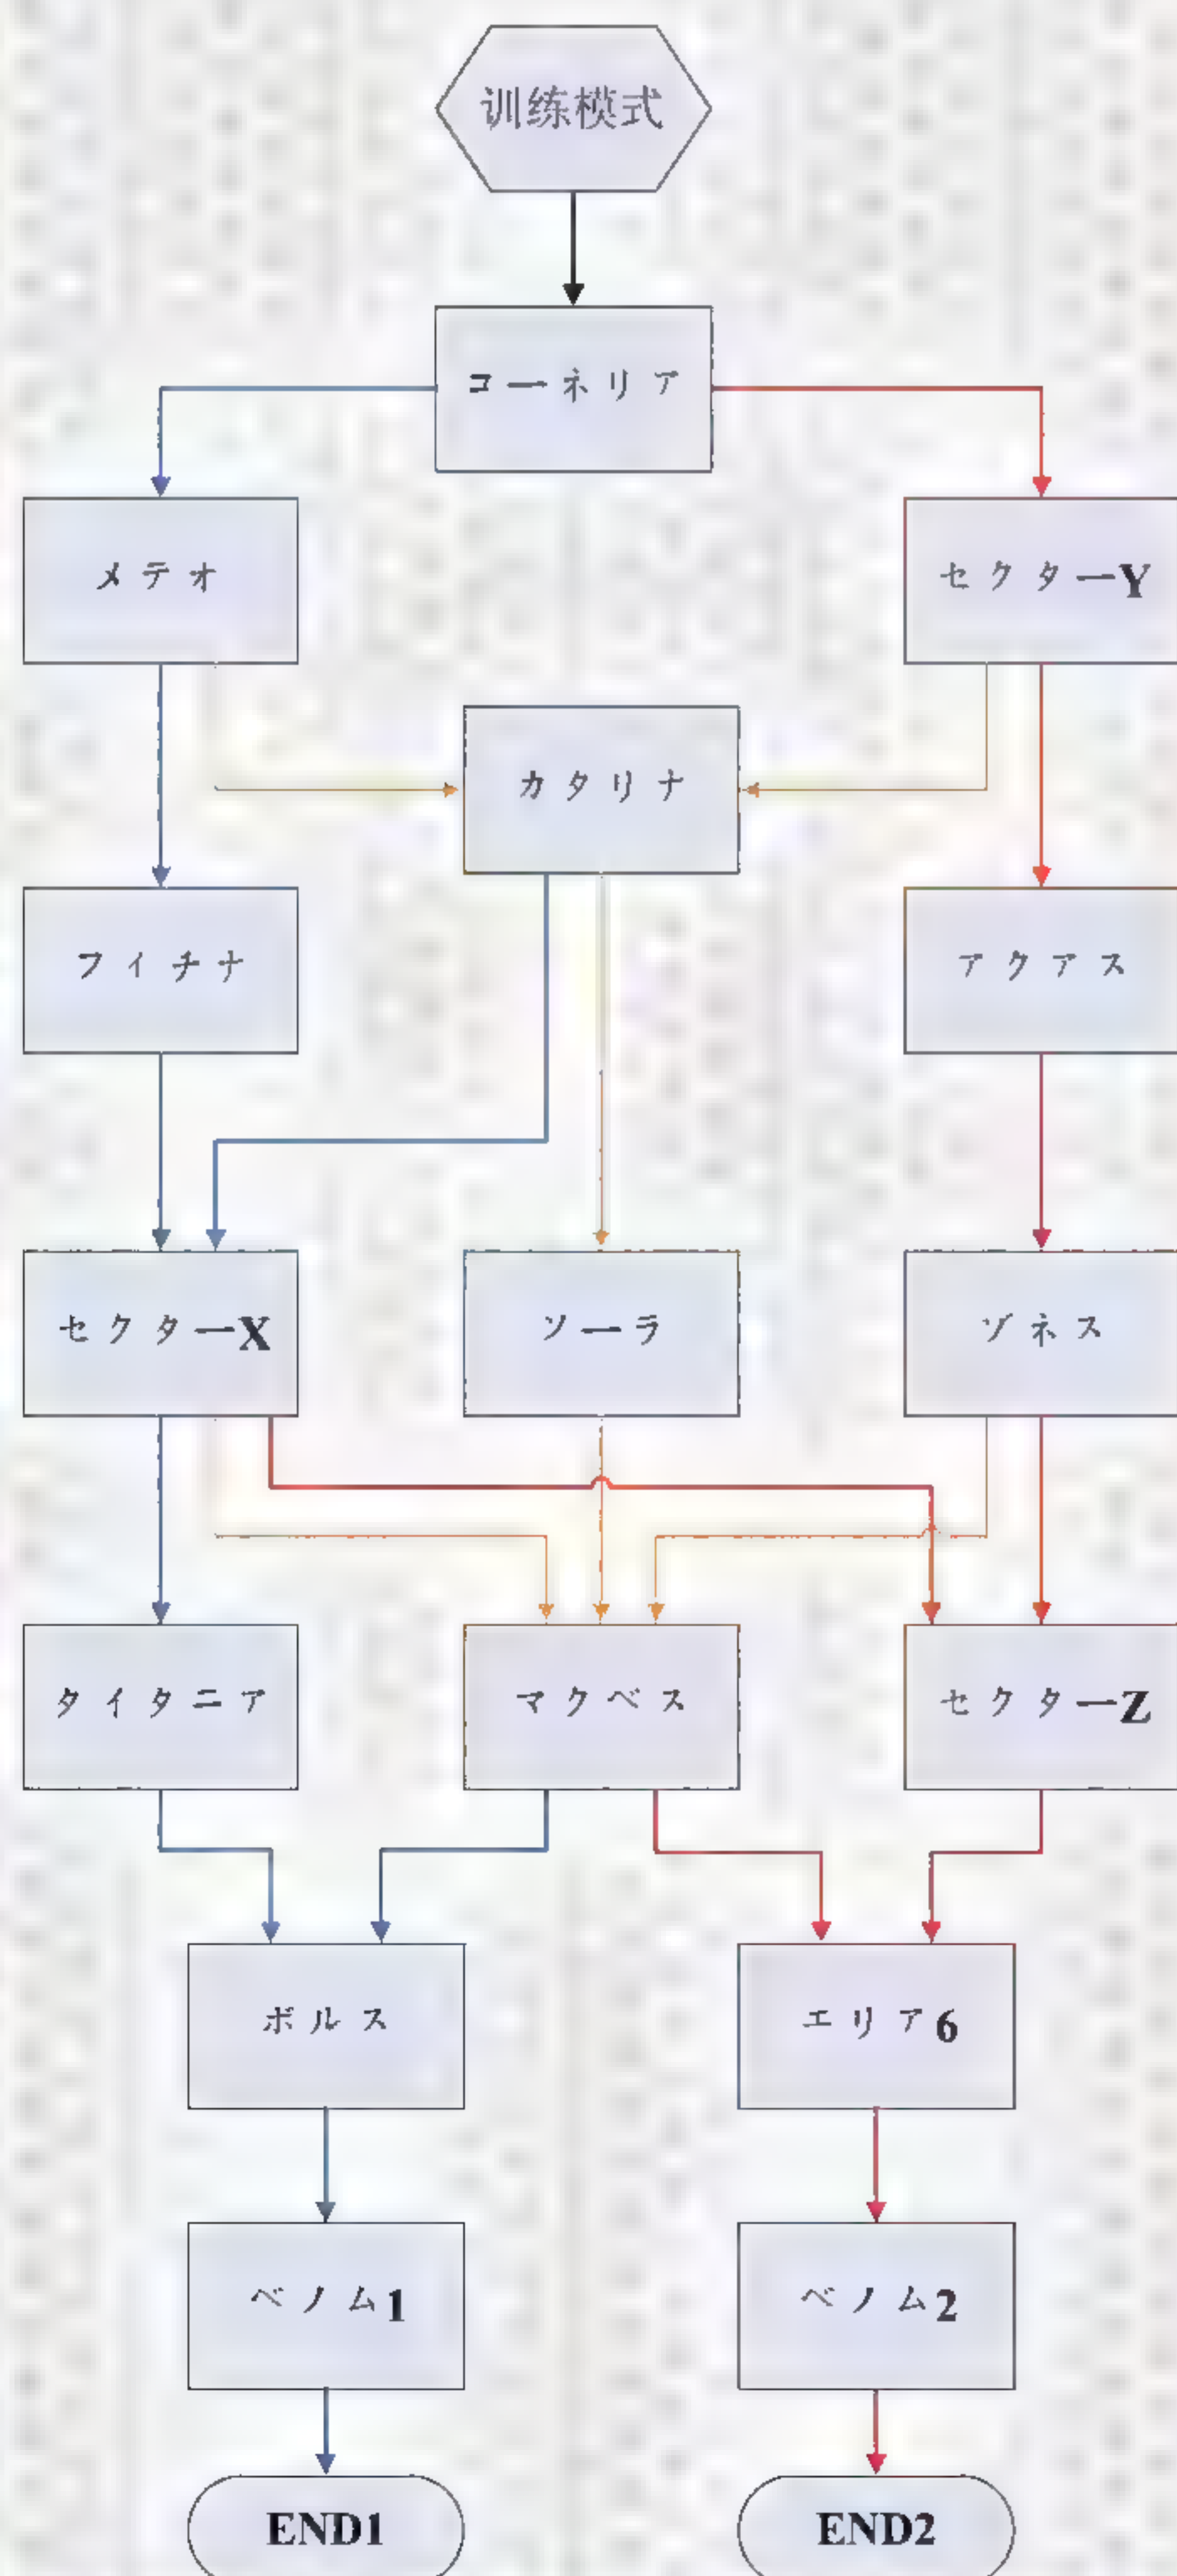 训练模式
コーネリア
メテオ
セクターY
カタリナ
フィチナ
アクアス
セクターX
ソーラ
ゾネス
タイタニア
マクベス
セクターZ
ボルス
エリア6
ベノム1
ベノム2
END1
END2